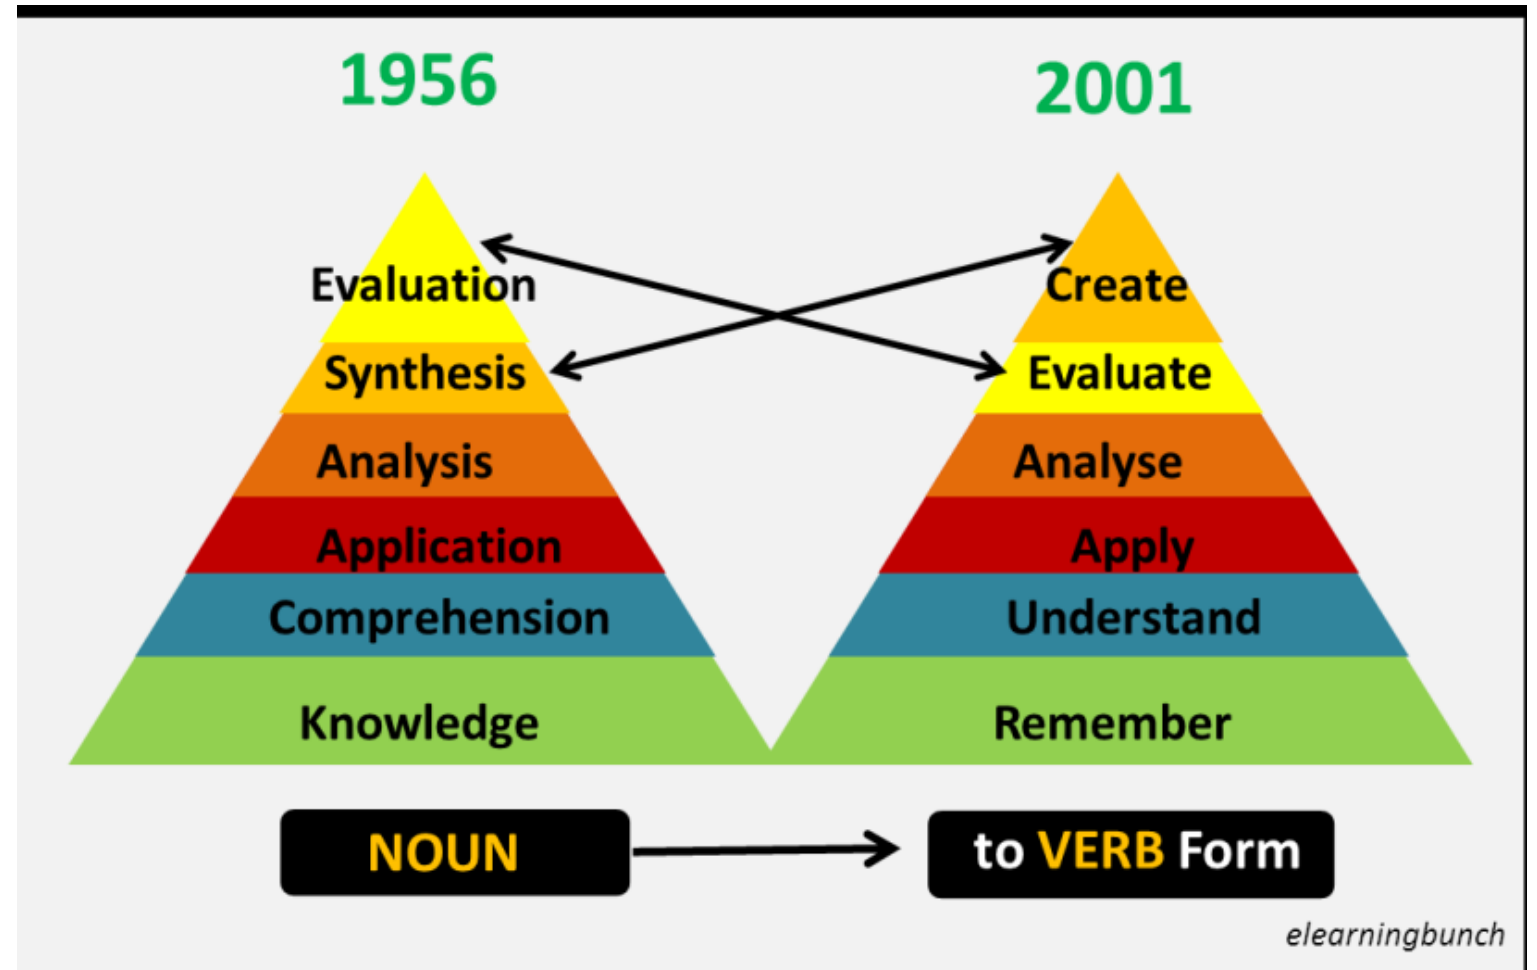 1956
2001
Evaluation
Synthesis
Analysis
Application
Comprehension
Knowledge
Create
Evaluate
Analyse
Apply
Understand
Remember
NOUN
to VERB Form
elearningbunch